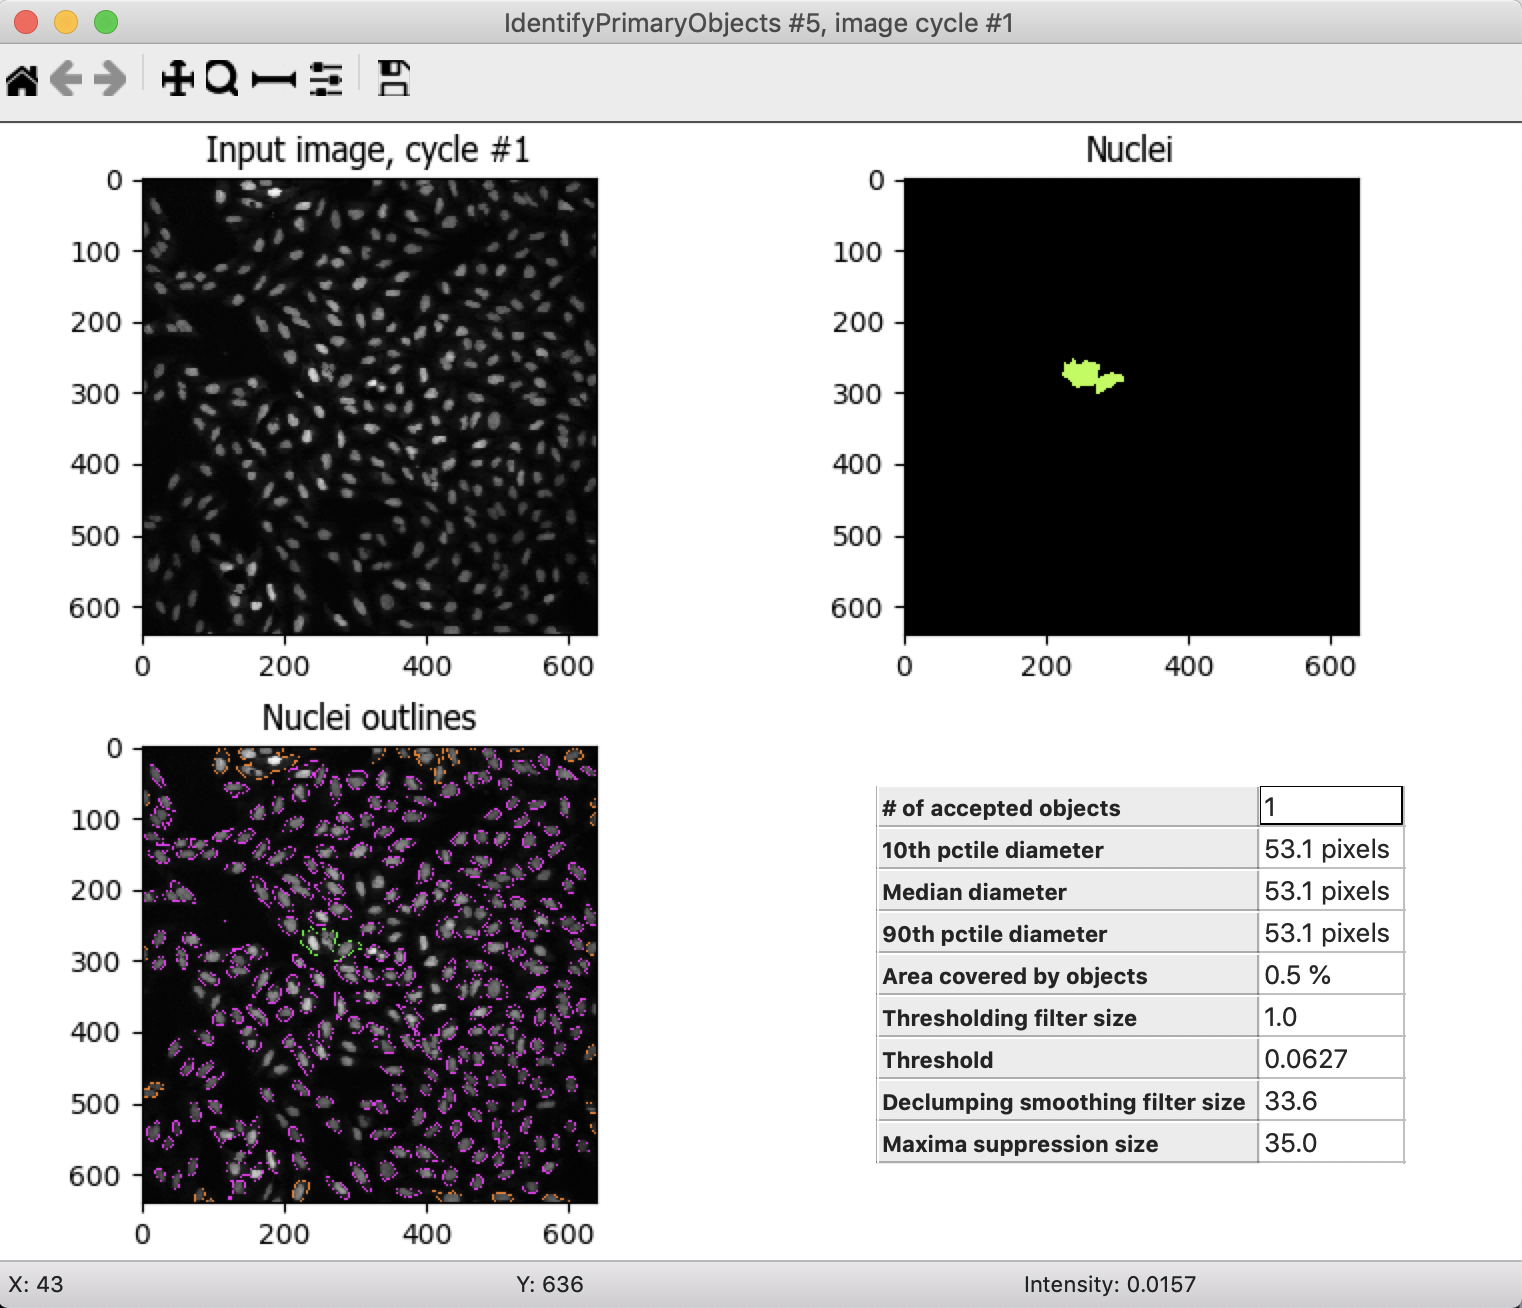 IdentifyPrimaryObjects #5, image cycle #1
Input image, cycle #1
0
100
200
300
400
500
600
0 200 400 600
Nuclei
0
100
200
300
400
500
600
0 200 400 600
Nuclei outlines
0
100
200
300
400
500
600
0 200 400 600
# of accepted objects 1
10th pctile diameter 53.1 pixels
Median diameter 53.1 pixels
90th pctile diameter 53.1 pixels
Area covered by objects 0.5 %
Thresholding filter size 1.0
Threshold 0.0627
Declumping smoothing filter size 33.6
Maxima suppression size 35.0
X: 43 Y: 636 Intensity: 0.0157